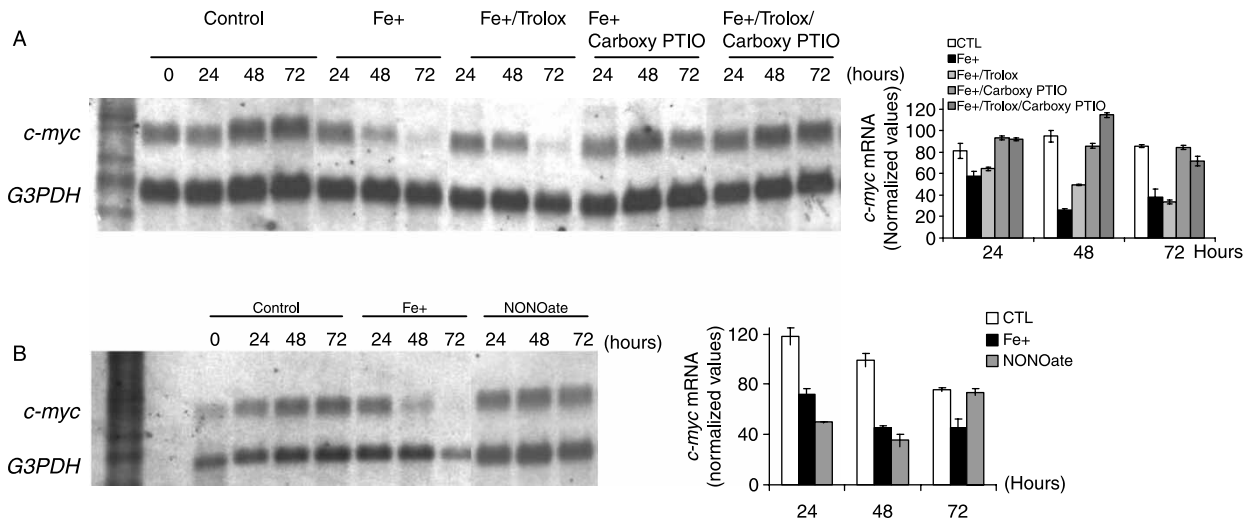 A
Control
Fe+
Fe+/Trolox
Fe+
Carboxy PTIO
Fe+/Trolox/
Carboxy PTIO
0 24 48 72 24 48 72 24 48 72 24 48 72 24 48 72 (hours)
c-myc
G3PDH
CTL
Fe+
Fe+/Trolox
Fe+/Carboxy PTIO
Fe+/Trolox/Carboxy PTIO
c-myc mRNA
(Normalized values)
120
100
80
60
40
20
0
24 48 72 Hours
B
Control Fe+ NONOate
0 24 48 72 24 48 72 24 48 72 (hours)
c-myc
G3PDH
CTL
Fe+
NONOate
c-myc mRNA
(normalized values)
120
80
40
0
24 48 72 (Hours)